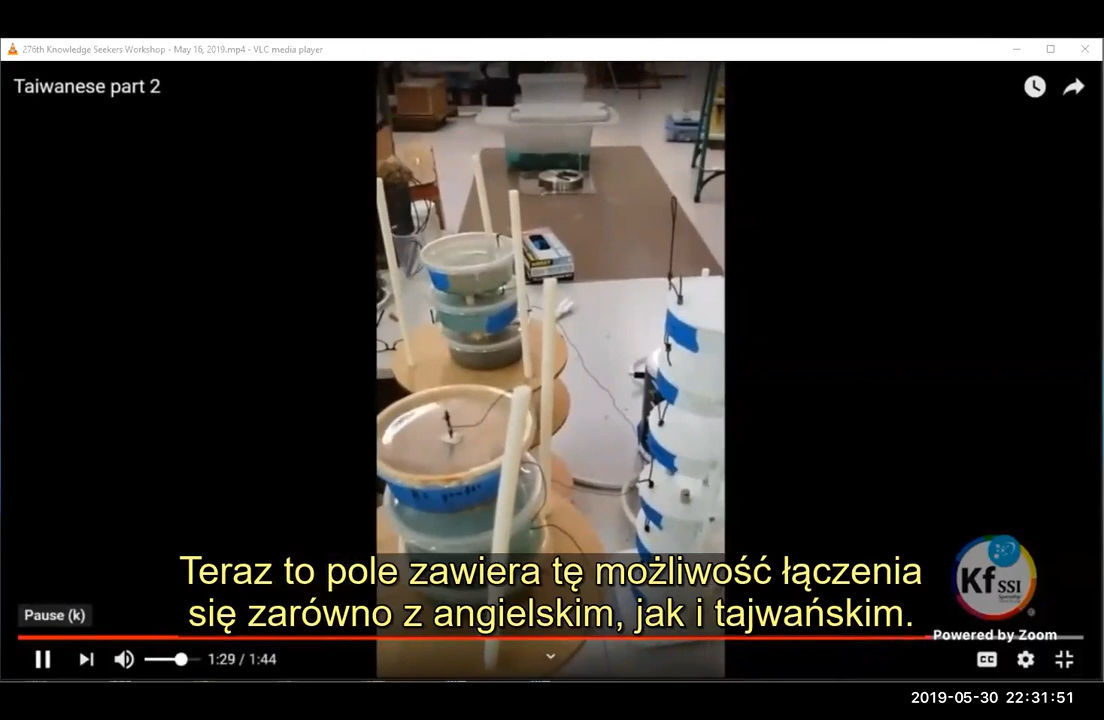 276th Knowledge Seekers Workshop - May 16, 2019.mp4 - VLC media player
Taiwanese part 2
Teraz to pole zawiera tę możliwość łączenia
się zarówno z angielskim, jak i tajwańskim.
Kf SSI
Pause (k)
Powered by Zoom
1:29 / 1:44
CC
2019-05-30 22:31:51